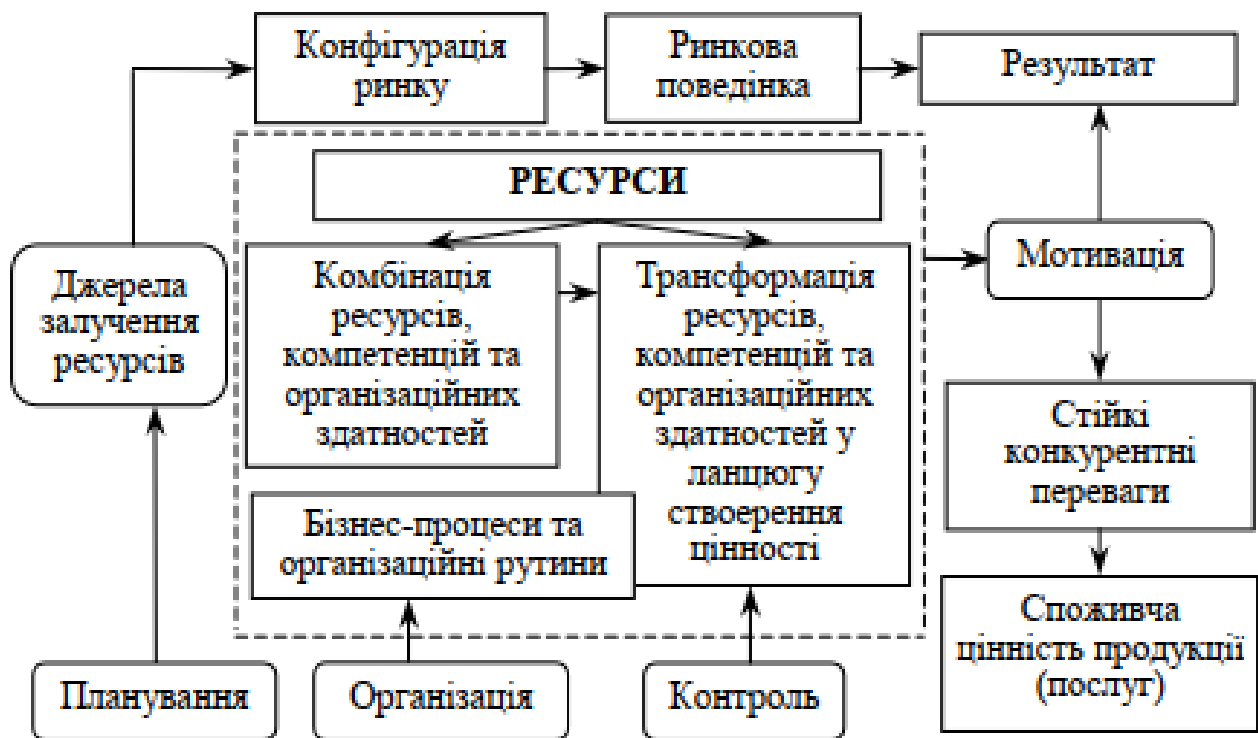 Конфігурація
ринку
Ринкова
поведінка
Результат
РЕСУРСИ
Джерела
залучення
ресурсів
Комбінація
ресурсів,
компетенцій та
організаційних
здатностей
Трансформація
ресурсів,
компетенцій та
організаційних
здатностей у
ланцюгу
ствоерення
цінності
Мотивація
Бізнес-процеси та
організаційні рутини
Стійкі
конкурентні
переваги
Споживча
цінність продукції
(послуг)
Планування
Організація
Контроль